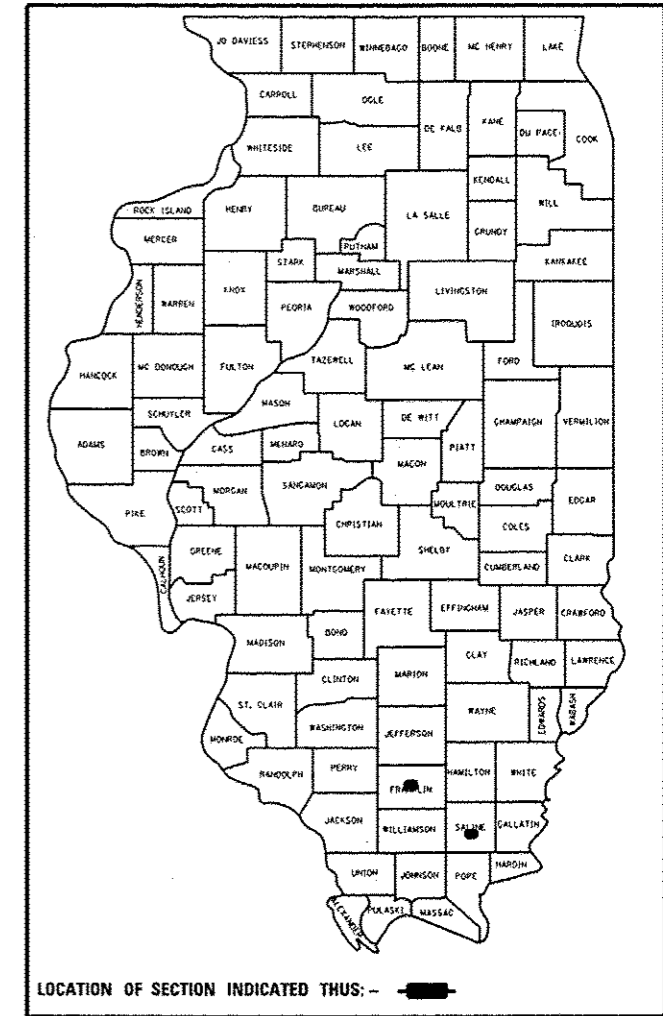 JO DAVIESS STEPHENSON WINNEBAGO BOONE MC HENRY LAKE
CARROLL OGLE DE KALB KANE DU PAGE COOK
WHITESIDE LEE
KENDALL WILL
ROCK ISLAND HENRY BUREAU LA SALLE GRUNDY
MERCER PUTNAM KANKAKEE
STARK MARSHALL
HENDERSON WARREN KNOX PEORIA WOODFORD LIVINGSTON IROQUOIS
HANCOCK MC DONOUGH FULTON TAZEWELL MC LEAN FORD
MASON
SCHUYLER LOGAN DE WITT CHAMPAIGN VERMILION
ADAMS BROWN CASS MENARD MACON PIATT
MORGAN SANGAMON DOUGLAS EDGAR
PIKE SCOTT CHRISTIAN MOULTRIE COLES
GREENE MACOUPIN MONTGOMERY SHELBY CUMBERLAND CLARK
CALHOUN JERSEY FAYETTE EFFINGHAM JASPER CRAWFORD
MADISON BOND CLAY RICHLAND LAWRENCE
CLINTON MARION
ST. CLAIR WAYNE EDWARDS WABASH
MONROE WASHINGTON JEFFERSON
RANDOLPH PERRY FRANKLIN HAMILTON WHITE
JACKSON WILLIAMSON SALINE GALLATIN
UNION JOHNSON POPE HARDIN
ALEXANDER PULASKI MASSAC
LOCATION OF SECTION INDICATED THUS:-